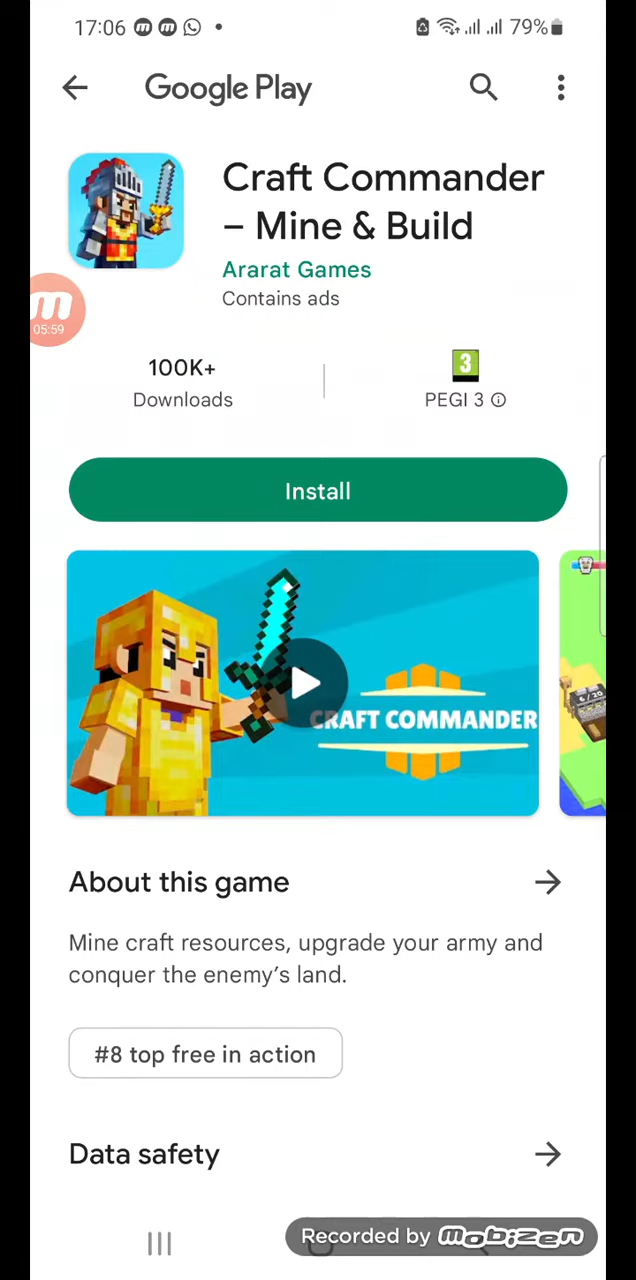 17:06
79%
Google Play
Craft Commander
– Mine & Build
Ararat Games
Contains ads
m
05:59
100K+
Downloads
3
PEGI 3
Install
CRAFT COMMANDER
6/20
About this game
Mine craft resources, upgrade your army and
conquer the enemy’s land.
#8 top free in action
Data safety
Recorded by mobizen